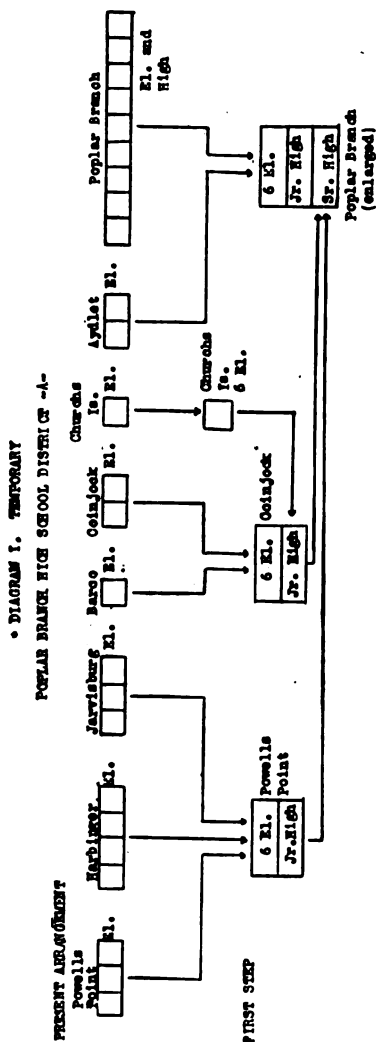 * DIAGRAM I. TEMPORARY
POPLAR BRANCH HIGH SCHOOL DISTRICT -A-
PRESENT ARRANGEMENT
Powells
Point
El.
Harbinger
El.
Jarvisburg
El.
Barco
El.
Coinjock
El.
Churchs
Is. El.
Aydlet
El.
Poplar Branch
El. and
High
FIRST STEP
6 El.
Jr.High
Powells
Point
6 El.
Jr. High
Coinjock
Churchs
Is.
6 El.
6 El.
Jr. High
Sr. High
Poplar Branch
(enlarged)